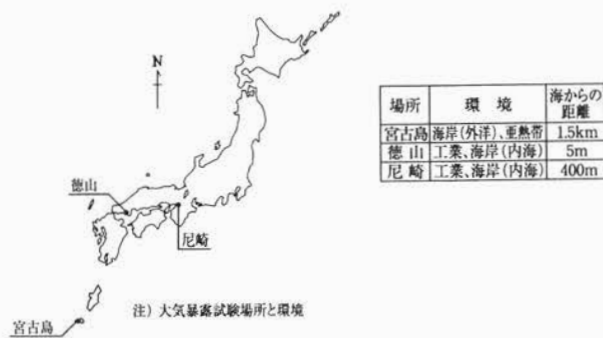 N
徳山
尼崎
宮古島
注) 大気暴露試験場所と環境
場所 環境 海からの距離
宮古島 海岸(外洋)、亜熱帯 1.5km
徳山 工業、海岸(内海) 5m
尼崎 工業、海岸(内海) 400m